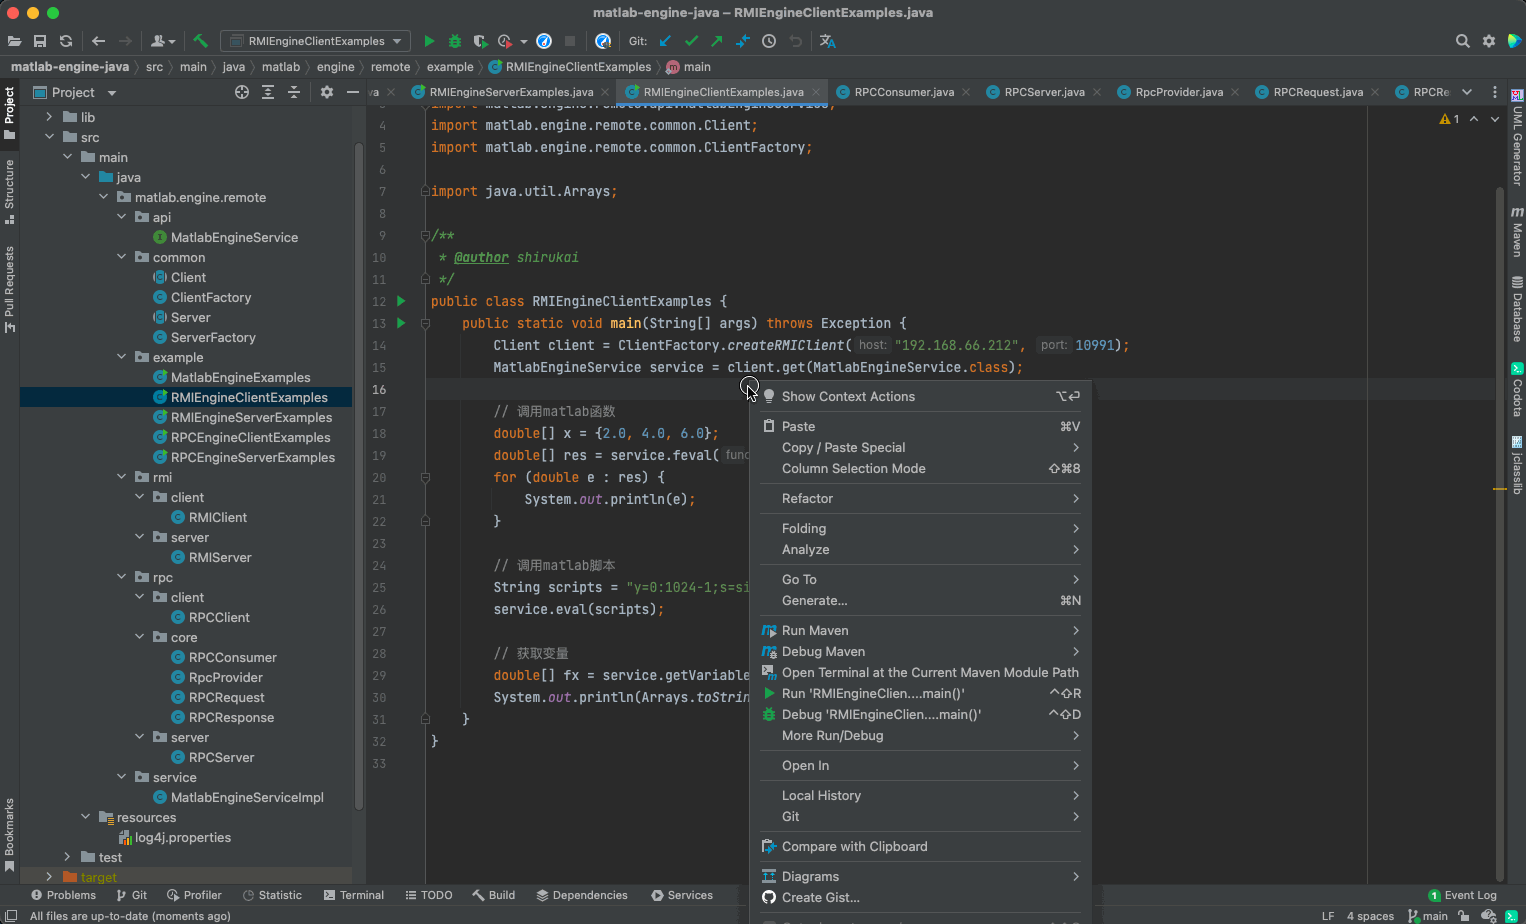 matlab-engine-java – RMIEngineClientExamples.java
RMIEngineClientExamples
Git:
matlab-engine-java src main java matlab engine remote example RMIEngineClientExamples main
Project
va RMIEngineServerExamples.java RMIEngineClientExamples.java RPCConsumer.java RPCServer.java RpcProvider.java RPCRequest.java RPCRe
Project
Structure
Pull Requests
Bookmarks
lib
src
main
java
matlab.engine.remote
api
MatlabEngineService
common
Client
ClientFactory
Server
ServerFactory
example
MatlabEngineExamples
RMIEngineClientExamples
RMIEngineServerExamples
RPCEngineClientExamples
RPCEngineServerExamples
rmi
client
RMIClient
server
RMIServer
rpc
client
RPCClient
core
RPCConsumer
RpcProvider
RPCRequest
RPCResponse
server
RPCServer
service
MatlabEngineServiceImpl
resources
log4j.properties
test
target
4 import matlab.engine.remote.common.Client;
5 import matlab.engine.remote.common.ClientFactory;
6
7 import java.util.Arrays;
8
9 /**
10 * @author shirukai
11 */
12 public class RMIEngineClientExamples {
13 public static void main(String[] args) throws Exception {
14 Client client = ClientFactory.createRMIClient( host: "192.168.66.212", port: 10991);
15 MatlabEngineService service = client.get(MatlabEngineService.class);
16
17 // 调用matlab函数
18 double[] x = {2.0, 4.0, 6.0};
19 double[] res = service.feval( func
20 for (double e : res) {
21 System.out.println(e);
22 }
23
24 // 调用matlab脚本
25 String scripts = "y=0:1024-1;s=si
26 service.eval(scripts);
27
28 // 获取变量
29 double[] fx = service.getVariable
30 System.out.println(Arrays.toStrin
31 }
32 }
33
1
Show Context Actions ⌥⏎
Paste ⌘V
Copy / Paste Special
Column Selection Mode ⇧⌘8
Refactor
Folding
Analyze
Go To
Generate... ⌘N
Run Maven
Debug Maven
Open Terminal at the Current Maven Module Path
Run 'RMIEngineClien....main()' ^⇧R
Debug 'RMIEngineClien....main()' ^⇧D
More Run/Debug
Open In
Local History
Git
Compare with Clipboard
Diagrams
Create Gist...
UML Generator
Maven
Database
Codota
jclasslib
Problems Git Profiler Statistic Terminal TODO Build Dependencies Services 1 Event Log
All files are up-to-date (moments ago) LF 4 spaces main